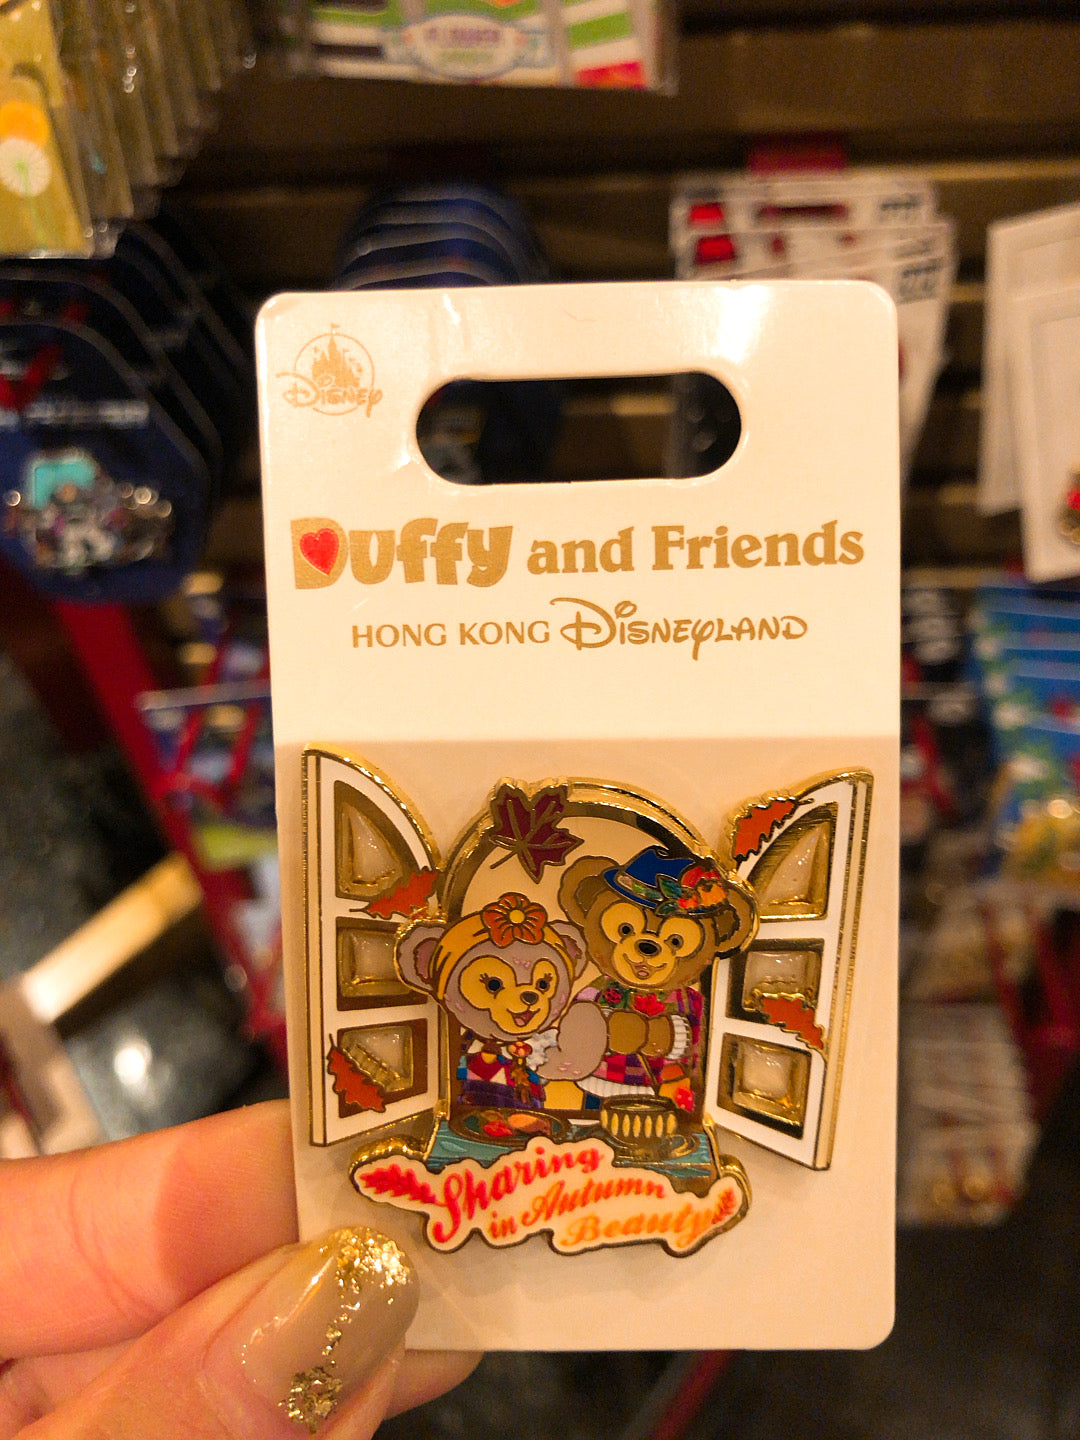 Disney
Duffy and Friends
HONG KONG Disneyland
Sharing
in Autumn
Beauty